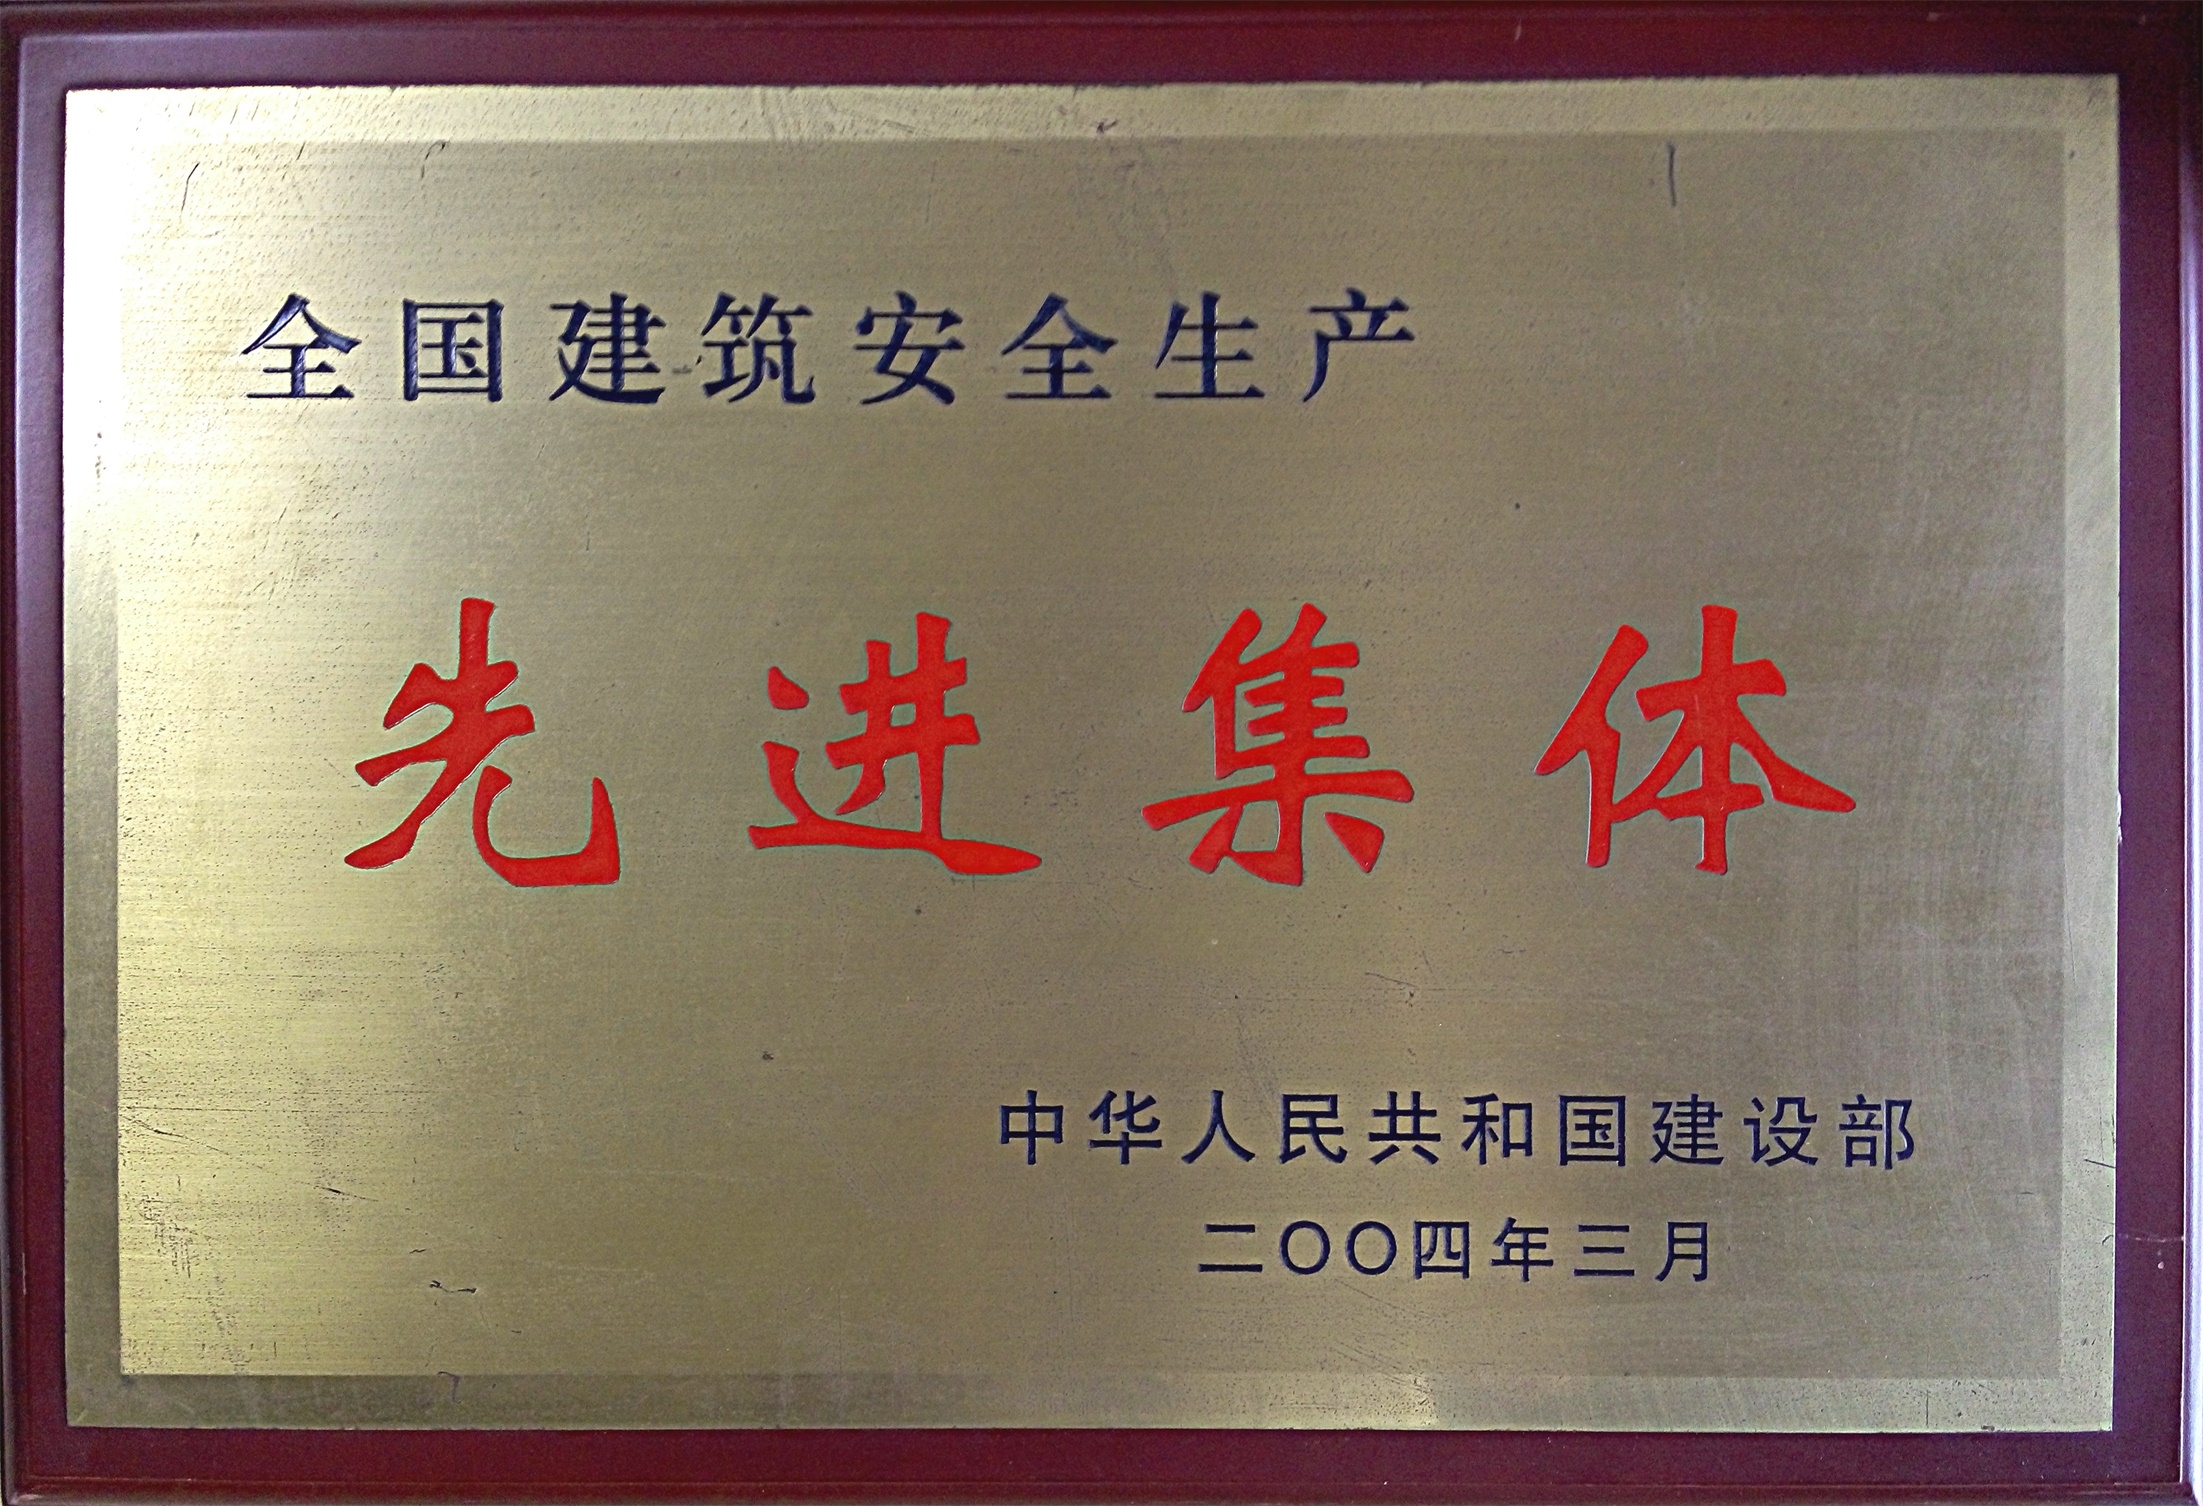 全国建筑安全生产
先进集体
中华人民共和国建设部
二〇〇四年三月